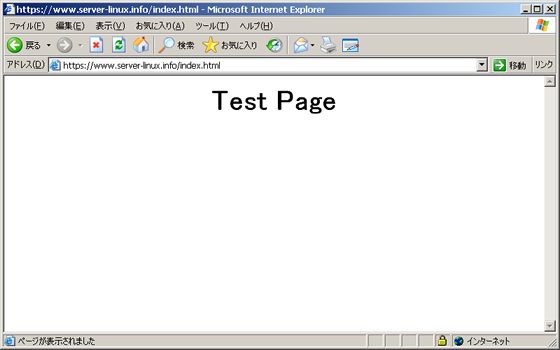 https://www.server-linux.info/index.html - Microsoft Internet Explorer
ファイル(F) 編集(E) 表示(V) お気に入り(A) ツール(T) ヘルプ(H)
戻る 検索 お気に入り
アドレス(D) https://www.server-linux.info/index.html 移動 リンク
Test Page
ページが表示されました インターネット